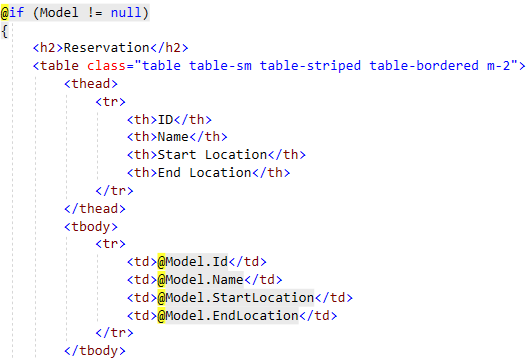 @if (Model != null)
{
    <h2>Reservation</h2>
    <table class="table table-sm table-striped table-bordered m-2">
        <thead>
            <tr>
                <th>ID</th>
                <th>Name</th>
                <th>Start Location</th>
                <th>End Location</th>
            </tr>
        </thead>
        <tbody>
            <tr>
                <td>@Model.Id</td>
                <td>@Model.Name</td>
                <td>@Model.StartLocation</td>
                <td>@Model.EndLocation</td>
            </tr>
        </tbody>